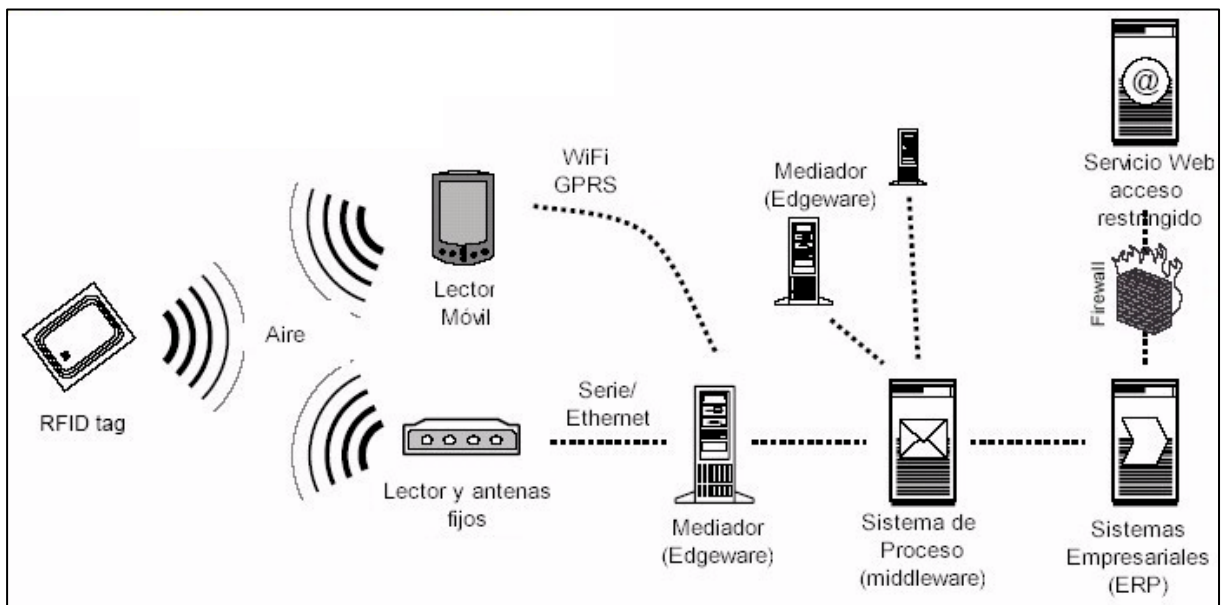 RFID tag
Aire
Lector
Móvil
WiFi
GPRS
Lector y antenas
fijos
Serie/
Ethernet
Mediador
(Edgeware)
Mediador
(Edgeware)
Sistema de
Proceso
(middleware)
Servicio Web
acceso
restringido
Firewall
Sistemas
Empresariales
(ERP)
@